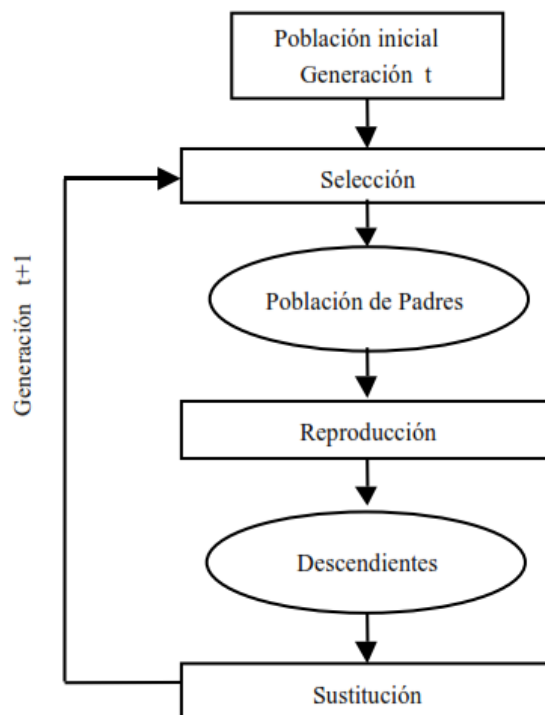 Población inicial
Generación t
Selección
Población de Padres
Reproducción
Descendientes
Sustitución
Generación t+1